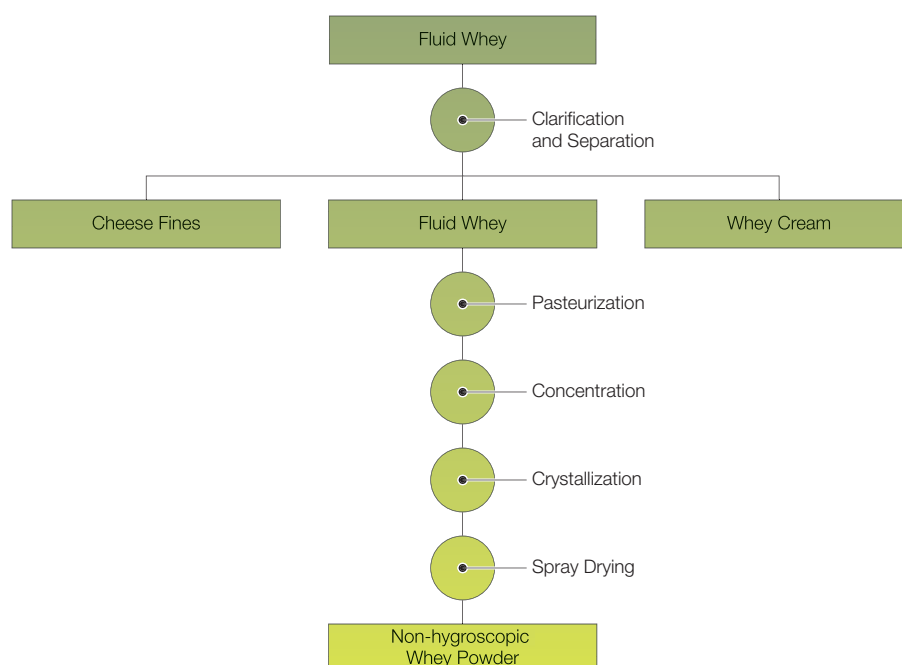 Fluid Whey
Clarification
and Separation
Cheese Fines
Fluid Whey
Whey Cream
Pasteurization
Concentration
Crystallization
Spray Drying
Non-hygroscopic
Whey Powder